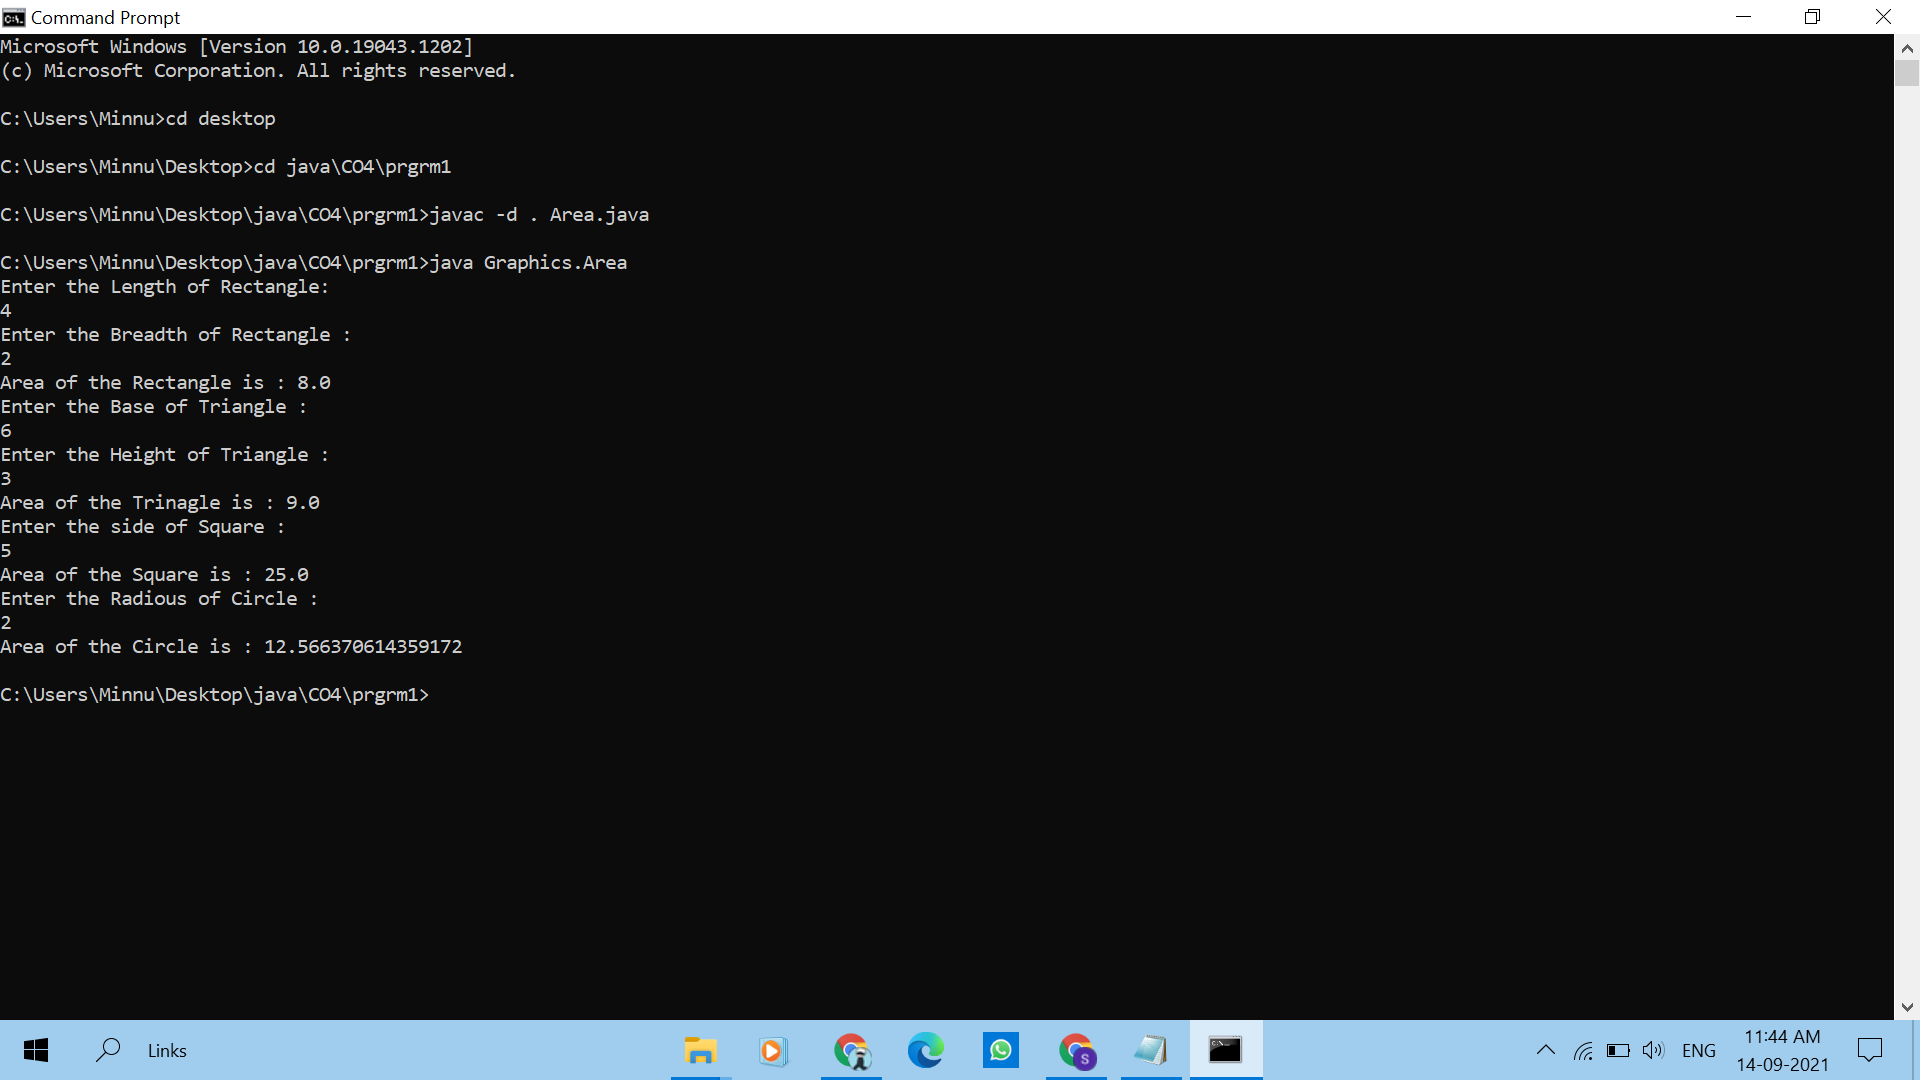 Command Prompt
Microsoft Windows [Version 10.0.19043.1202]
(c) Microsoft Corporation. All rights reserved.
C:\Users\Minnu>cd desktop
C:\Users\Minnu\Desktop>cd java\CO4\prgrm1
C:\Users\Minnu\Desktop\java\CO4\prgrm1>javac -d . Area.java
C:\Users\Minnu\Desktop\java\CO4\prgrm1>java Graphics.Area
Enter the Length of Rectangle:
4
Enter the Breadth of Rectangle :
2
Area of the Rectangle is : 8.0
Enter the Base of Triangle :
6
Enter the Height of Triangle :
3
Area of the Trinagle is : 9.0
Enter the side of Square :
5
Area of the Square is : 25.0
Enter the Radious of Circle :
2
Area of the Circle is : 12.566370614359172
C:\Users\Minnu\Desktop\java\CO4\prgrm1>
Links
S
ENG
11:44 AM
14-09-2021